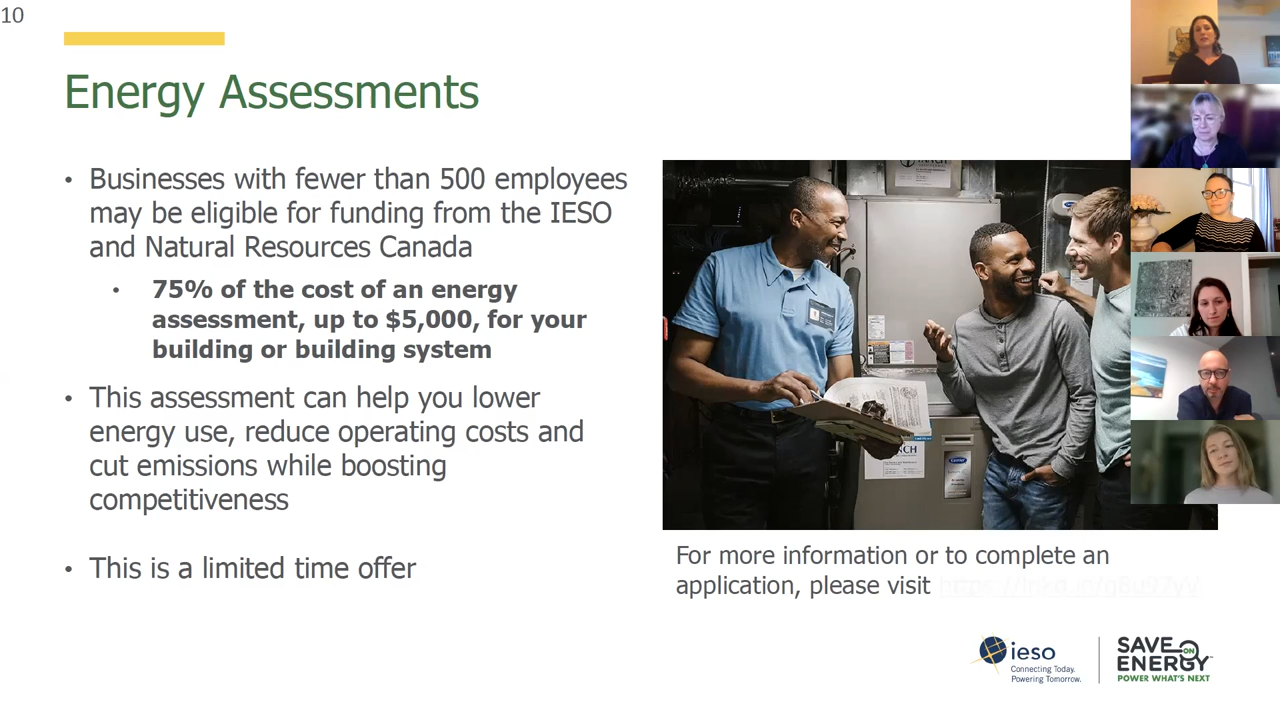 10
Energy Assessments
• Businesses with fewer than 500 employees
may be eligible for funding from the IESO
and Natural Resources Canada
• 75% of the cost of an energy
assessment, up to $5,000, for your
building or building system
• This assessment can help you lower
energy use, reduce operating costs and
cut emissions while boosting
competitiveness
• This is a limited time offer
For more information or to complete an
application, please visit
ieso
Connecting Today.
Powering Tomorrow.
SAVE
ON
ENERGY
POWER WHAT'S NEXT